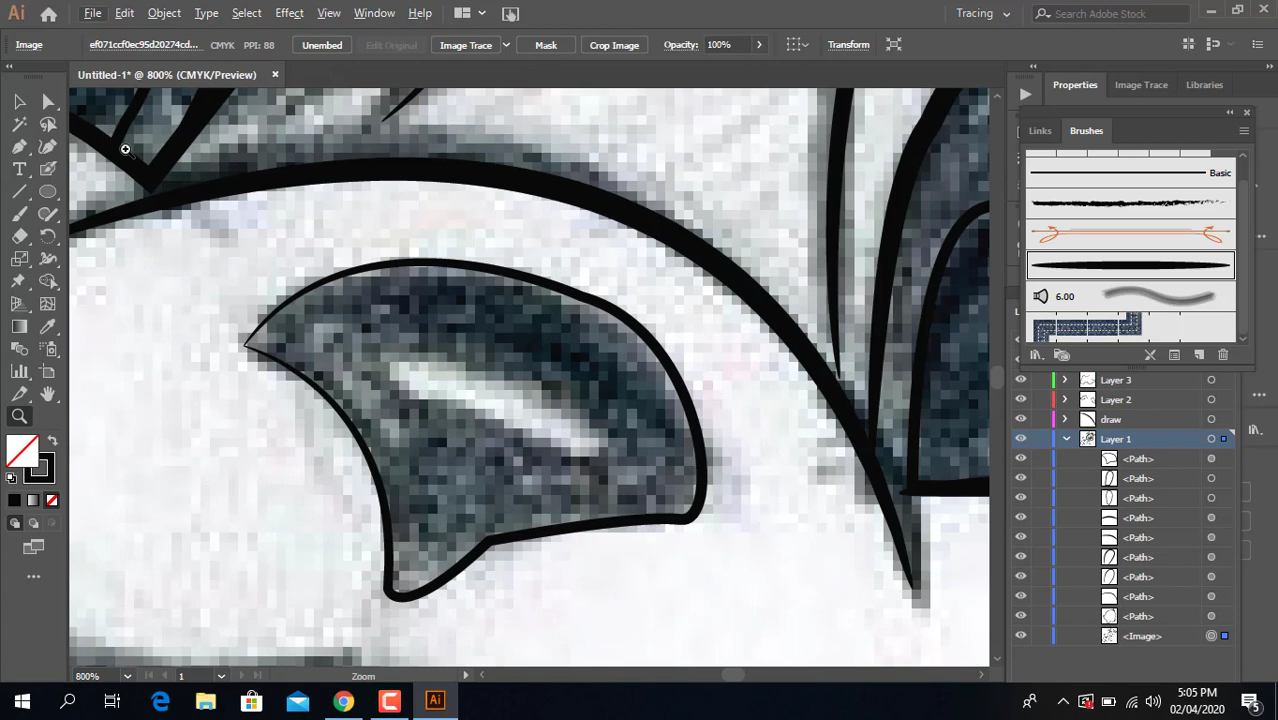 Ai File Edit Object Type Select Effect View Window Help Tracing Search Adobe Stock
Image ef071ccf0ec95d20274cd... CMYK PPI: 88 Unembed Edit Original Image Trace Mask Crop Image Opacity: 100% Transform
Untitled-1* @ 800% (CMYK/Preview)
Properties Image Trace Libraries
Links Brushes
Basic
6.00
Layer 3
Layer 2
draw
Layer 1
<Path>
<Path>
<Path>
<Path>
<Path>
<Path>
<Path>
<Path>
<Path>
<Image>
800% 1 Zoom
Ai
5:05 PM
02/04/2020
5